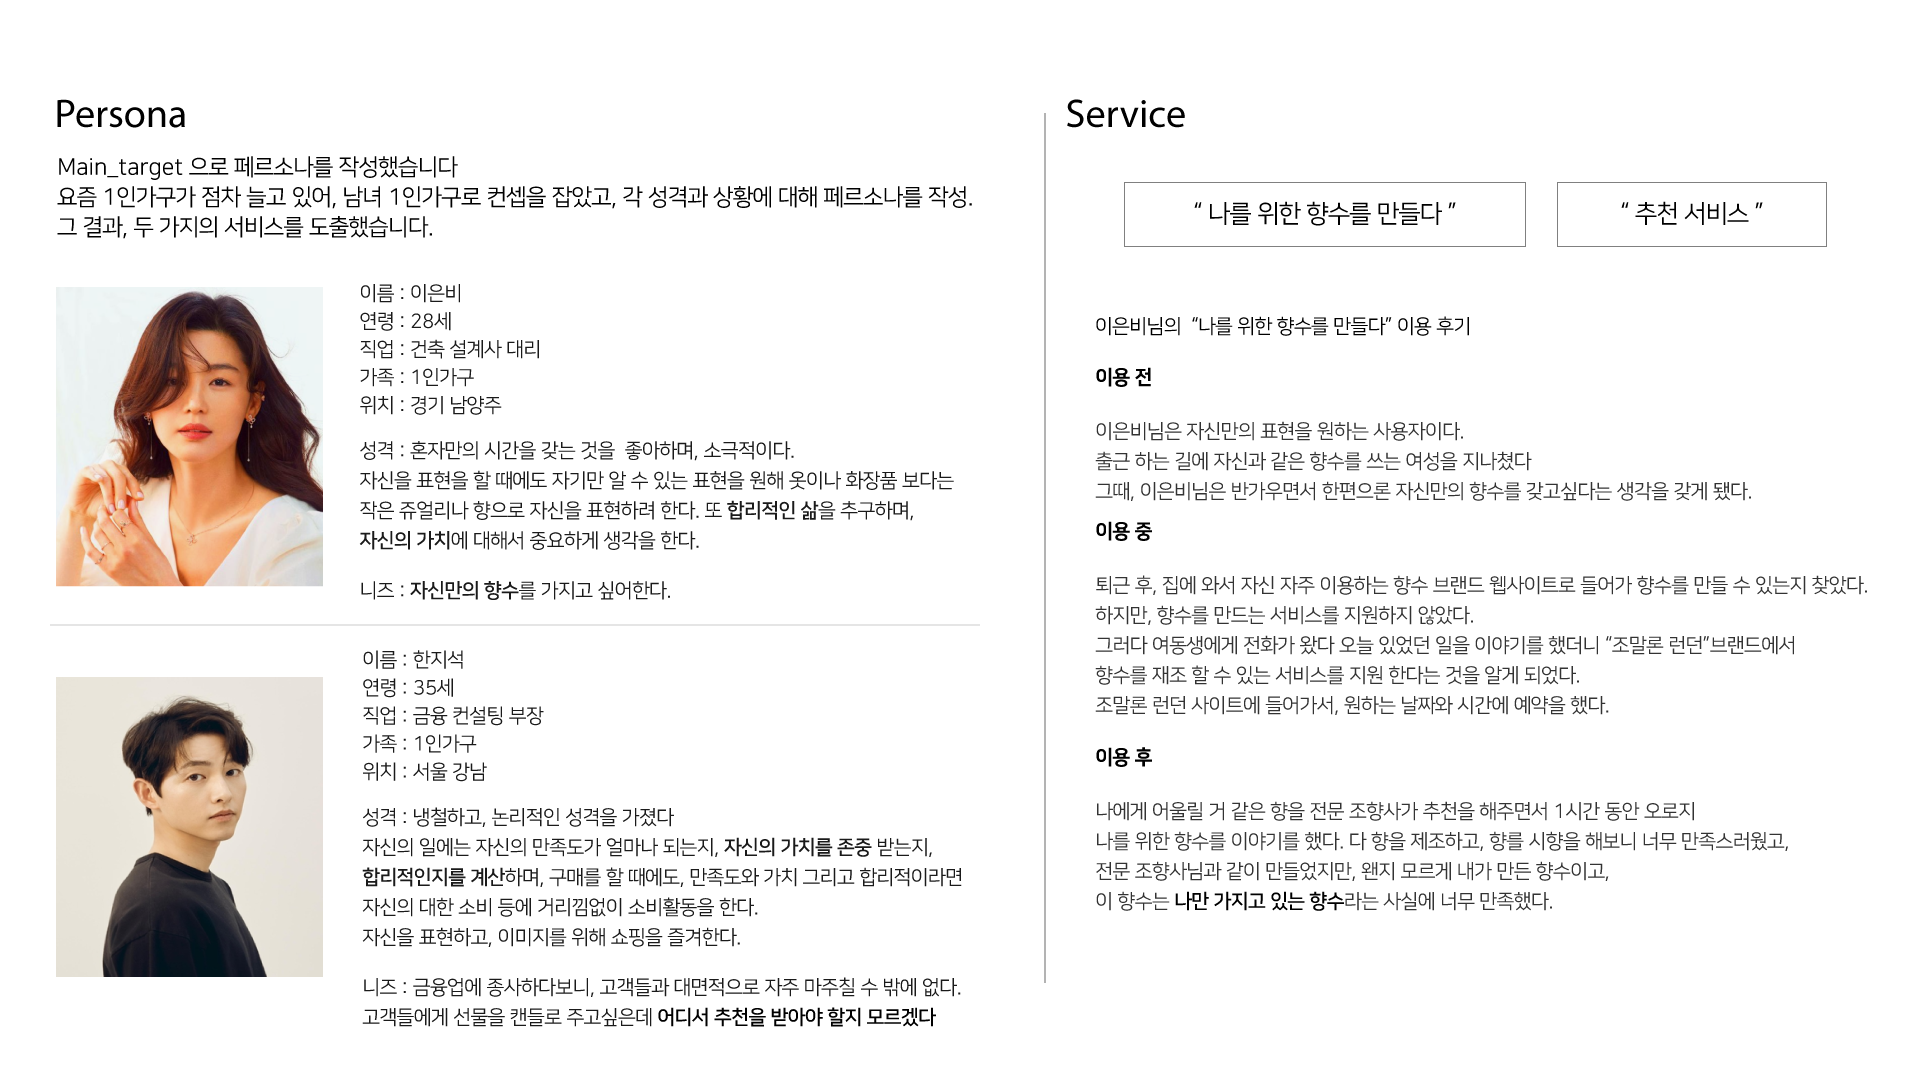 Persona
Main_target 으로 페르소나를 작성했습니다
요즘 1인가구가 점차 늘고 있어, 남녀 1인가구로 컨셉을 잡았고, 각 성격과 상황에 대해 페르소나를 작성.
그 결과, 두 가지의 서비스를 도출했습니다.
이름 : 이은비
연령 : 28세
직업 : 건축 설계사 대리
가족 : 1인가구
위치 : 경기 남양주
성격 : 혼자만의 시간을 갖는 것을  좋아하며, 소극적이다.
자신을 표현을 할 때에도 자기만 알 수 있는 표현을 원해 옷이나 화장품 보다는
작은 쥬얼리나 향으로 자신을 표현하려 한다. 또 합리적인 삶을 추구하며,
자신의 가치에 대해서 중요하게 생각을 한다.
니즈 : 자신만의 향수를 가지고 싶어한다.
이름 : 한지석
연령 : 35세
직업 : 금융 컨설팅 부장
가족 : 1인가구
위치 : 서울 강남
성격 : 냉철하고, 논리적인 성격을 가졌다
자신의 일에는 자신의 만족도가 얼마나 되는지, 자신의 가치를 존중 받는지,
합리적인지를 계산하며, 구매를 할 때에도, 만족도와 가치 그리고 합리적이라면
자신의 대한 소비 등에 거리낌없이 소비활동을 한다.
자신을 표현하고, 이미지를 위해 쇼핑을 즐겨한다.
니즈 : 금융업에 종사하다보니, 고객들과 대면적으로 자주 마주칠 수 밖에 없다.
고객들에게 선물을 캔들로 주고싶은데 어디서 추천을 받아야 할지 모르겠다
Service
“ 나를 위한 향수를 만들다 ”
“ 추천 서비스 ”
이은비님의  “나를 위한 향수를 만들다” 이용 후기
이용 전
이은비님은 자신만의 표현을 원하는 사용자이다.
출근 하는 길에 자신과 같은 향수를 쓰는 여성을 지나쳤다
그때, 이은비님은 반가우면서 한편으론 자신만의 향수를 갖고싶다는 생각을 갖게 됐다.
이용 중
퇴근 후, 집에 와서 자신 자주 이용하는 향수 브랜드 웹사이트로 들어가 향수를 만들 수 있는지 찾았다.
하지만, 향수를 만드는 서비스를 지원하지 않았다.
그러다 여동생에게 전화가 왔다 오늘 있었던 일을 이야기를 했더니 “조말론 런던”브랜드에서
향수를 재조 할 수 있는 서비스를 지원 한다는 것을 알게 되었다.
조말론 런던 사이트에 들어가서, 원하는 날짜와 시간에 예약을 했다.
이용 후
나에게 어울릴 거 같은 향을 전문 조향사가 추천을 해주면서 1시간 동안 오로지
나를 위한 향수를 이야기를 했다. 다 향을 제조하고, 향를 시향을 해보니 너무 만족스러웠고,
전문 조향사님과 같이 만들었지만, 왠지 모르게 내가 만든 향수이고,
이 향수는 나만 가지고 있는 향수라는 사실에 너무 만족했다.